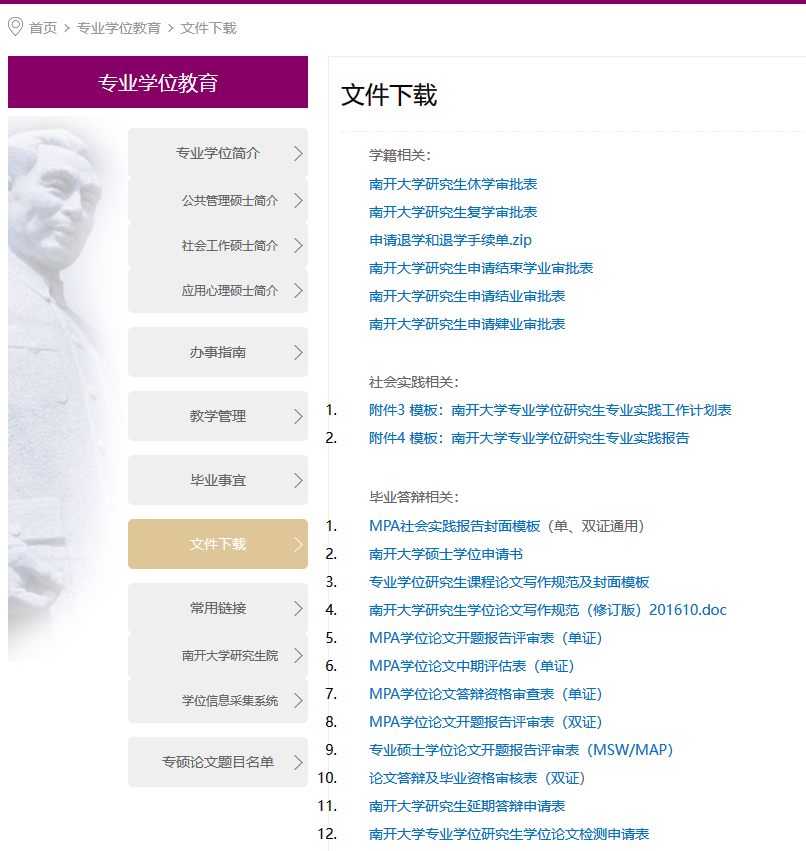 首页 > 专业学位教育 > 文件下载
专业学位教育
专业学位简介
公共管理硕士简介
社会工作硕士简介
应用心理硕士简介
办事指南
教学管理
毕业事宜
文件下载
常用链接
南开大学研究生院
学位信息采集系统
专硕论文题目名单
文件下载
学籍相关：
南开大学研究生休学审批表
南开大学研究生复学审批表
申请退学和退学手续单.zip
南开大学研究生申请结束学业审批表
南开大学研究生申请结业审批表
南开大学研究生申请肄业审批表
社会实践相关：
1. 附件3 模板：南开大学专业学位研究生专业实践工作计划表
2. 附件4 模板：南开大学专业学位研究生专业实践报告
毕业答辩相关：
1. MPA社会实践报告封面模板（单、双证通用）
2. 南开大学硕士学位申请书
3. 专业学位研究生课程论文写作规范及封面模板
4. 南开大学研究生学位论文写作规范（修订版）201610.doc
5. MPA学位论文开题报告评审表（单证）
6. MPA学位论文中期评估表（单证）
7. MPA学位论文答辩资格审查表（单证）
8. MPA学位论文开题报告评审表（双证）
9. 专业硕士学位论文开题报告评审表（MSW/MAP）
10. 论文答辩及毕业资格审核表（双证）
11. 南开大学研究生延期答辩申请表
12. 南开大学专业学位研究生学位论文检测申请表